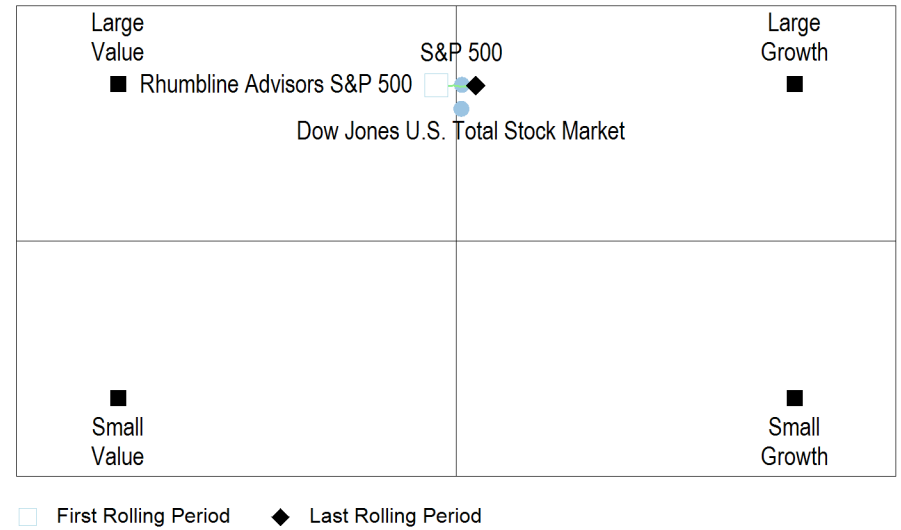 Large
Value
Large
Growth
S&P 500
Rhumbline Advisors S&P 500
Dow Jones U.S. Total Stock Market
Small
Value
Small
Growth
First Rolling Period
Last Rolling Period